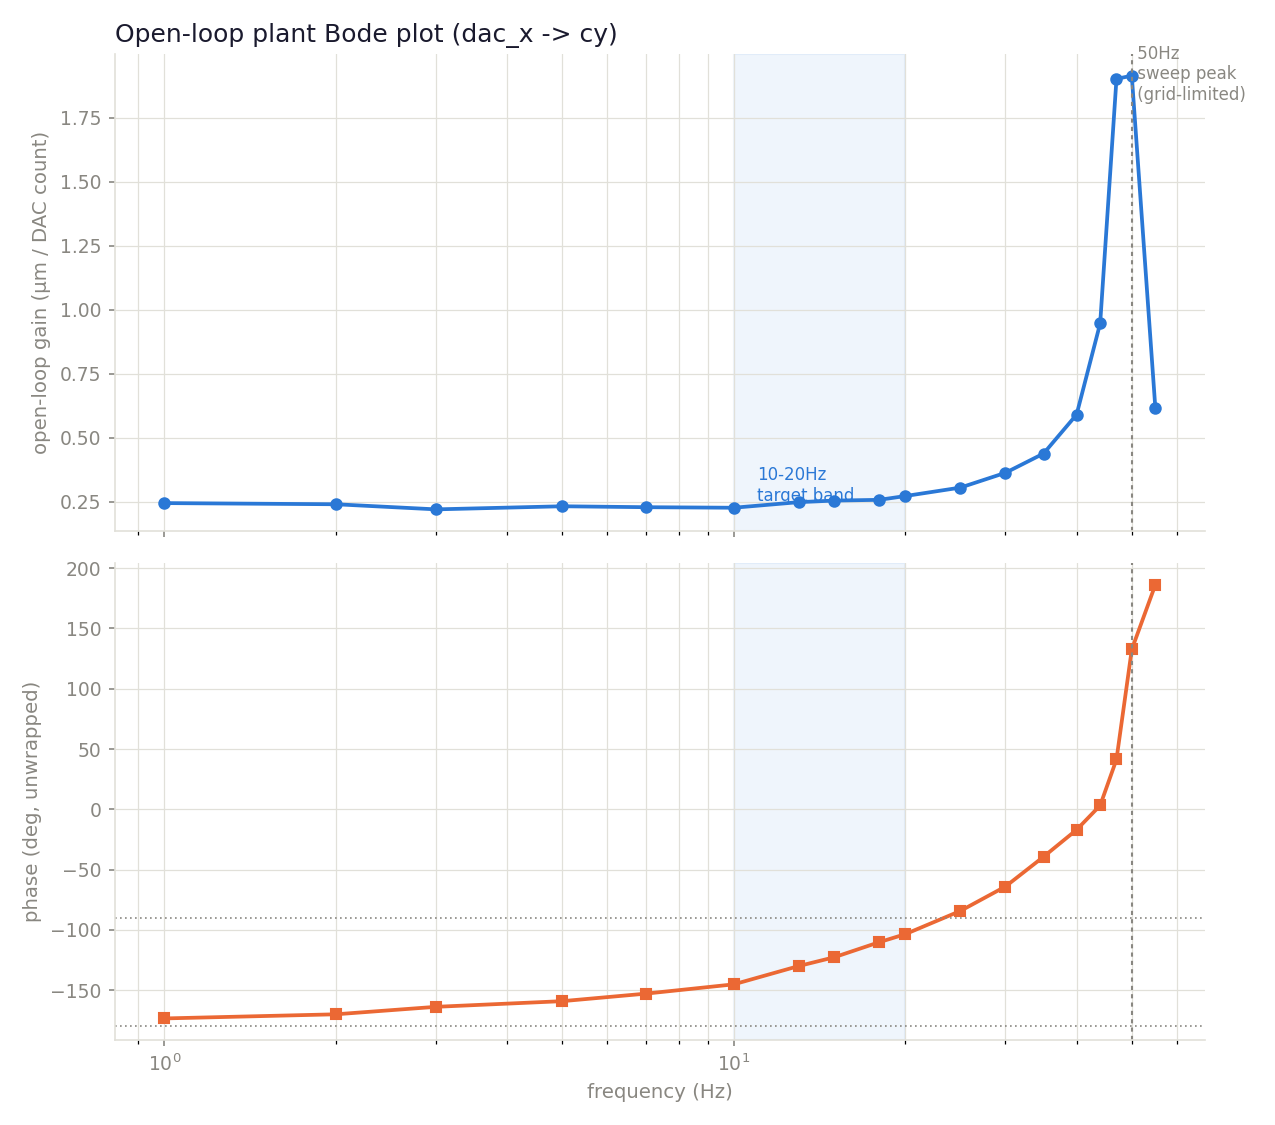 Open-loop plant Bode plot (dac_x -> cy)
50Hz
sweep peak
(grid-limited)
open-loop gain (μm / DAC count)
1.75
1.50
1.25
1.00
0.75
0.50
0.25
10-20Hz
target band
phase (deg, unwrapped)
200
150
100
50
0
−50
−100
−150
10⁰
10¹
frequency (Hz)